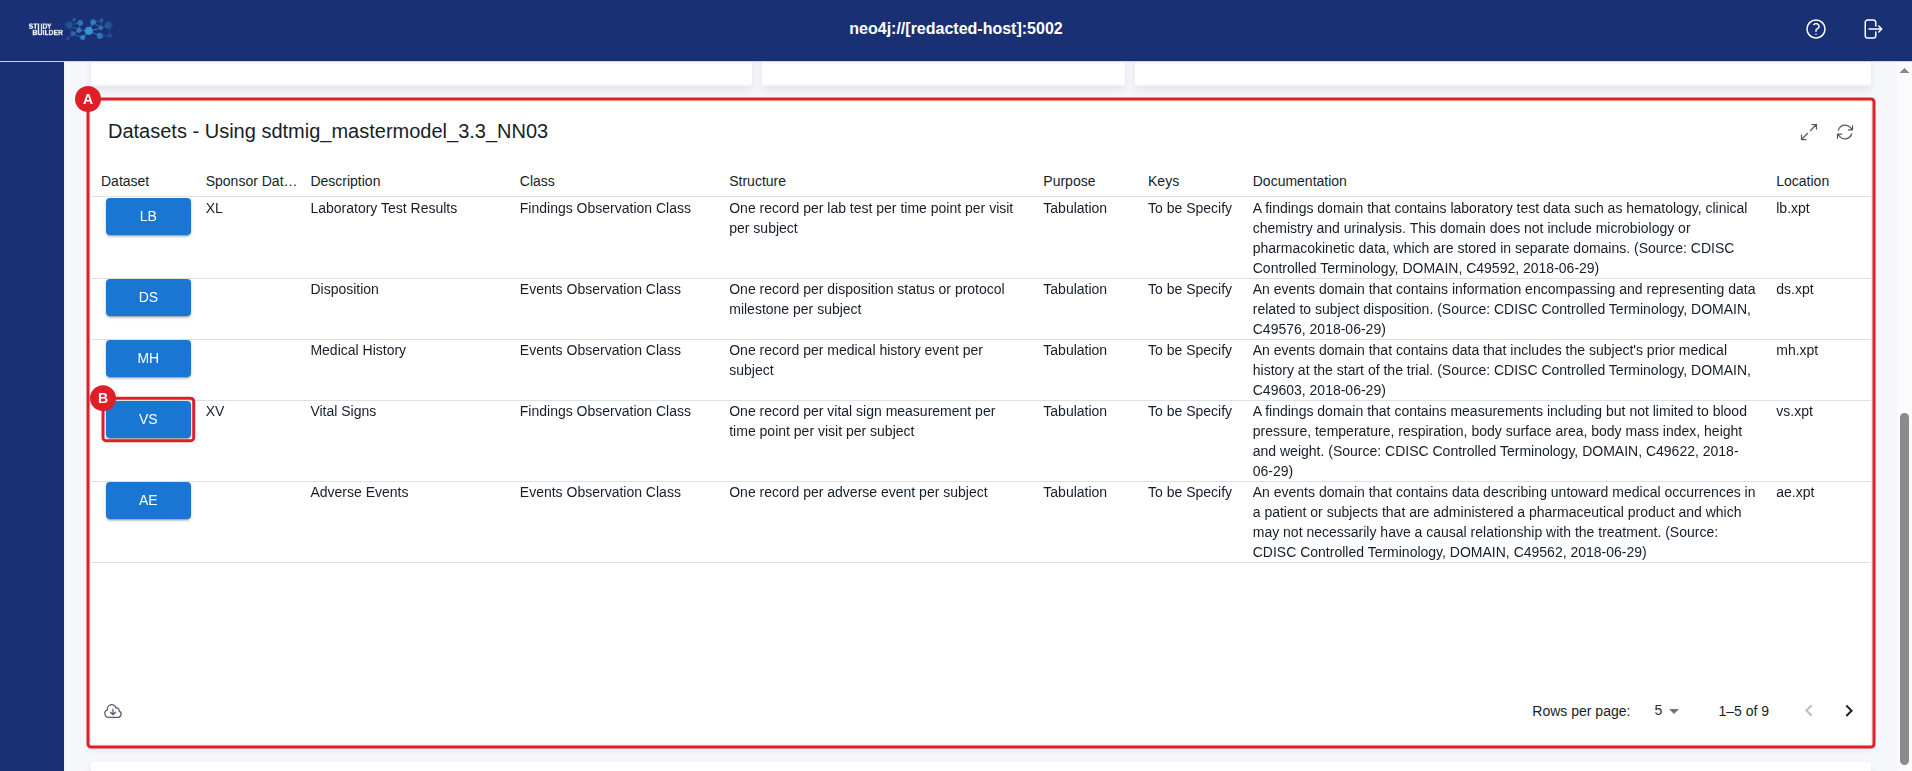 STUDY
BUILDER
neo4j://[redacted-host]:5002
A
Datasets - Using sdtmig_mastermodel_3.3_NN03
Dataset Sponsor Dat… Description Class Structure Purpose Keys Documentation Location
LB XL Laboratory Test Results Findings Observation Class One record per lab test per time point per visit Tabulation To be Specify A findings domain that contains laboratory test data such as hematology, clinical lb.xpt
per subject chemistry and urinalysis. This domain does not include microbiology or
pharmacokinetic data, which are stored in separate domains. (Source: CDISC
Controlled Terminology, DOMAIN, C49592, 2018-06-29)
DS Disposition Events Observation Class One record per disposition status or protocol Tabulation To be Specify An events domain that contains information encompassing and representing data ds.xpt
milestone per subject related to subject disposition. (Source: CDISC Controlled Terminology, DOMAIN,
C49576, 2018-06-29)
MH Medical History Events Observation Class One record per medical history event per Tabulation To be Specify An events domain that contains data that includes the subject's prior medical mh.xpt
subject history at the start of the trial. (Source: CDISC Controlled Terminology, DOMAIN,
C49603, 2018-06-29)
B
VS XV Vital Signs Findings Observation Class One record per vital sign measurement per Tabulation To be Specify A findings domain that contains measurements including but not limited to blood vs.xpt
time point per visit per subject pressure, temperature, respiration, body surface area, body mass index, height
and weight. (Source: CDISC Controlled Terminology, DOMAIN, C49622, 2018-
06-29)
AE Adverse Events Events Observation Class One record per adverse event per subject Tabulation To be Specify An events domain that contains data describing untoward medical occurrences in ae.xpt
a patient or subjects that are administered a pharmaceutical product and which
may not necessarily have a causal relationship with the treatment. (Source:
CDISC Controlled Terminology, DOMAIN, C49562, 2018-06-29)
Rows per page: 5 1–5 of 9